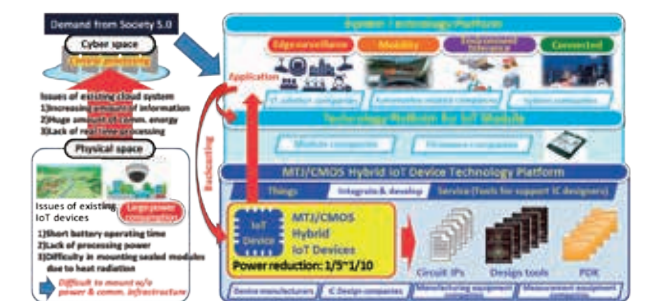 Demand from Society 5.0
Cyber space
Central processing
Issues of existing cloud system
1)Increasing amount of information
2)Huge amount of comm. energy
3)Lack of real time processing
Physical space
Issues of existing
IoT devices
Large power
consumption
1)Short battery operating time
2)Lack of processing power
3)Difficulty in mounting sealed modules
due to heat radiation
Difficult to mount w/o
power & comm. infrastructure
System Technology Platform
Edge surveillance
Mobility
Environment
tolerance
Connected
Application
IT solution companies
Automotive related companies
System companies
Technology Platform for IoT Module
Module companies
Firmware companies
Backcasting
MTJ/CMOS Hybrid IoT Device Technology Platform
Things
Integrate & develop
Service (Tools for support IC designers)
IoT
Device
MTJ/CMOS
Hybrid
IoT Devices
Power reduction: 1/5~1/10
Circuit IPs
Design tools
PDK
Device manufacturers
IC Design companies
Manufacturing equipment
Measurement equipment